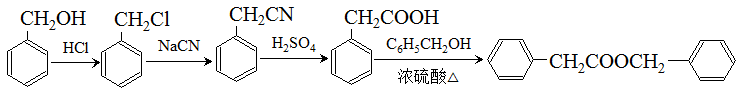 CH₂OH
HCl
CH₂Cl
NaCN
CH₂CN
H₂SO₄
CH₂COOH
C₆H₅CH₂OH
浓硫酸△
CH₂COOCH₂